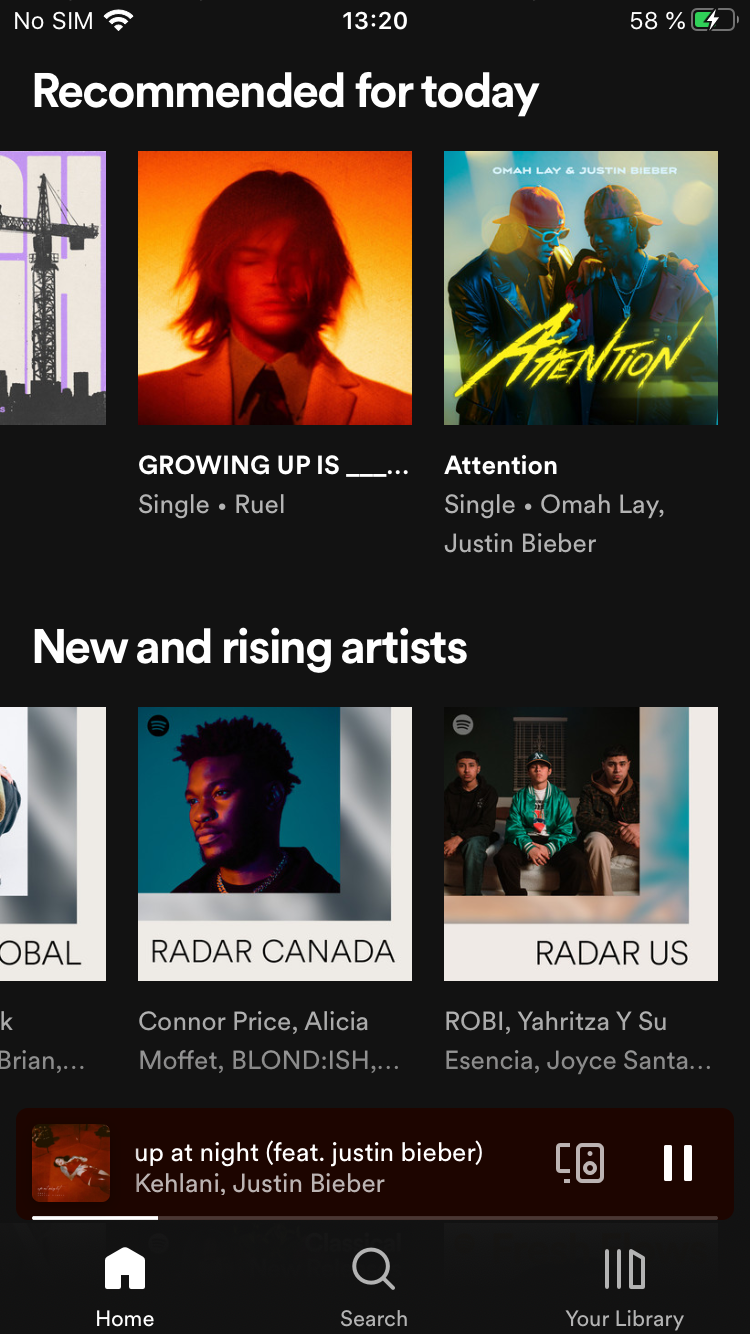 No SIM 13:20 58 %
Recommended for today
OMAH LAY & JUSTIN BIEBER
ATTENTION
GROWING UP IS ____...
Single • Ruel
Attention
Single • Omah Lay,
Justin Bieber
New and rising artists
OBAL
RADAR CANADA
RADAR US
k
Brian,...
Connor Price, Alicia
Moffet, BLOND:ISH,...
ROBI, Yahritza Y Su
Esencia, Joyce Santa...
up at night (feat. justin bieber)
Kehlani, Justin Bieber
Classical
Home
Search
Your Library